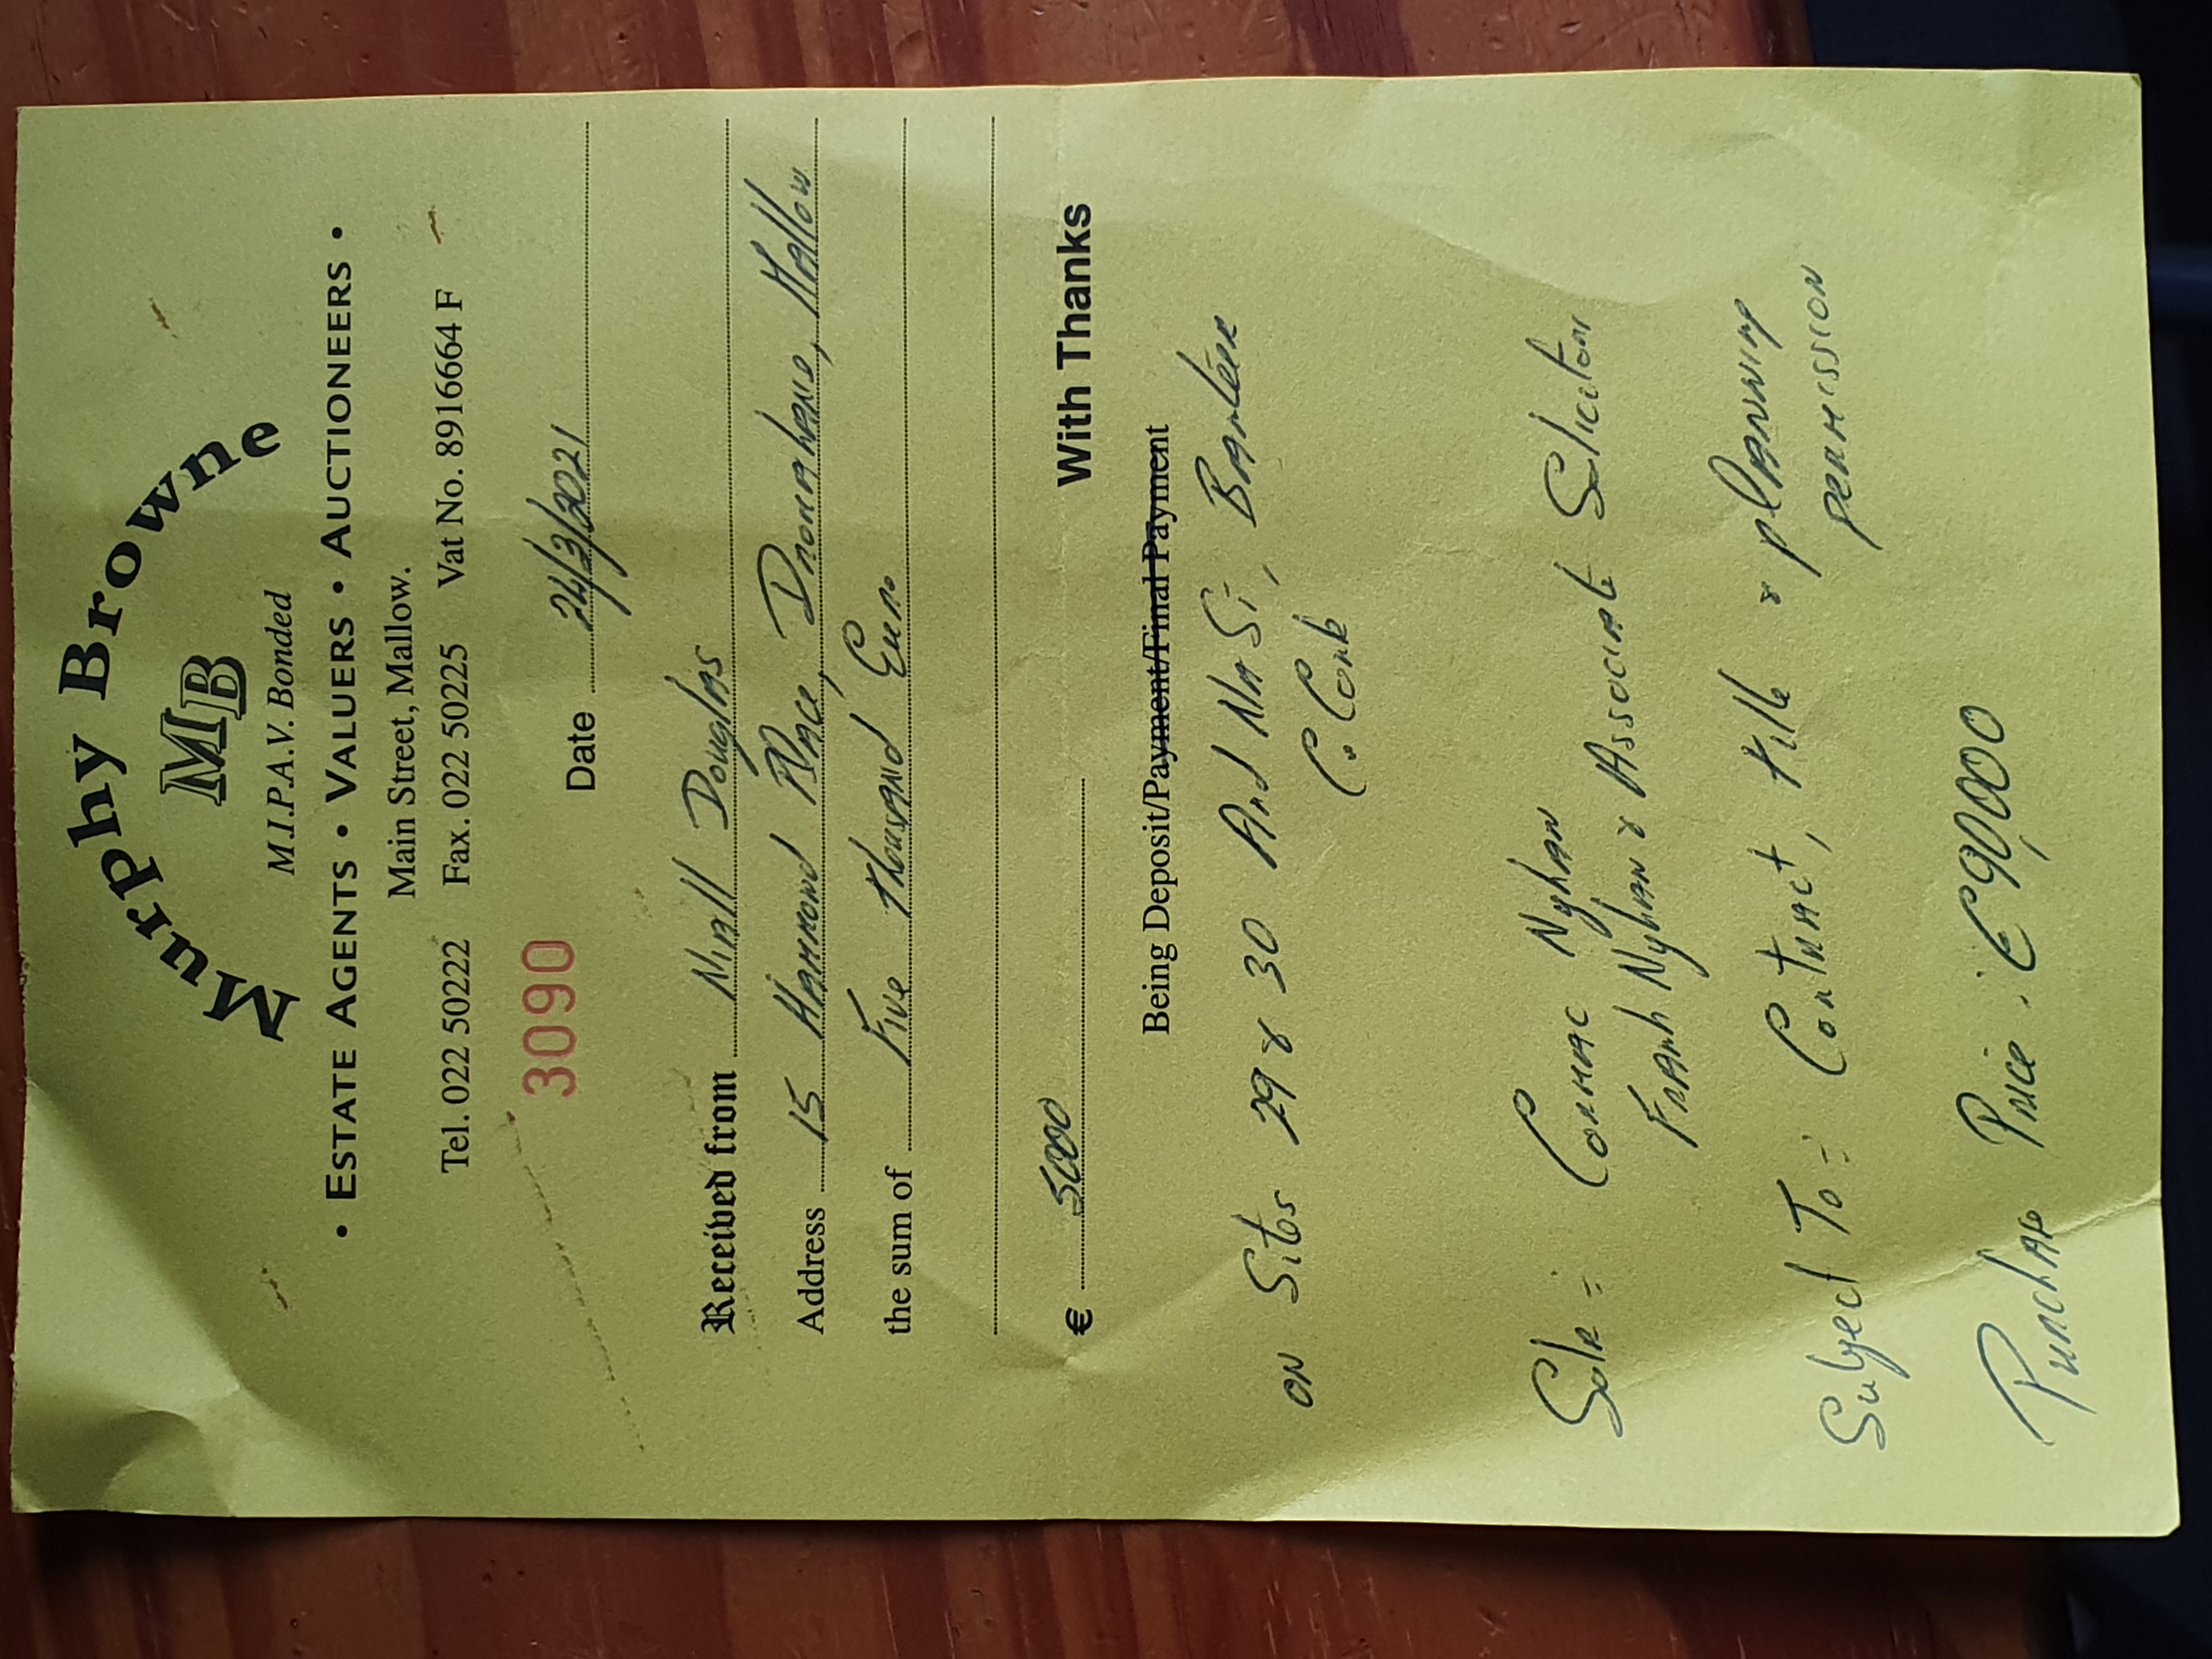 Murphy Browne
MB
M.I.P.A.V. Bonded
• ESTATE AGENTS • VALUERS • AUCTIONEERS •
Main Street, Mallow.
Tel. 022 50222 Fax. 022 50225 Vat No. 8916664 F
3090
Date 24/3/2021
Received from Niall Douglas
Address 15 Hammond Place, Dromahane, Mallow
the sum of Five thousand Euro
€ 5000 With Thanks
Being Deposit/Payment/Final Payment
on Sites 29 & 30 Ard Na Si, Banteer
C. Cork
Sols :- Cormac Nyhan
Frank Nyhan & Associate Solicitors
Subject To :- Contract, title & planning
permission
Purchase Price : €90,000